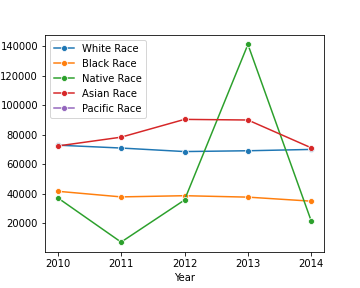 White Race
Black Race
Native Race
Asian Race
Pacific Race
140000
120000
100000
80000
60000
40000
20000
2010 2011 2012 2013 2014
Year